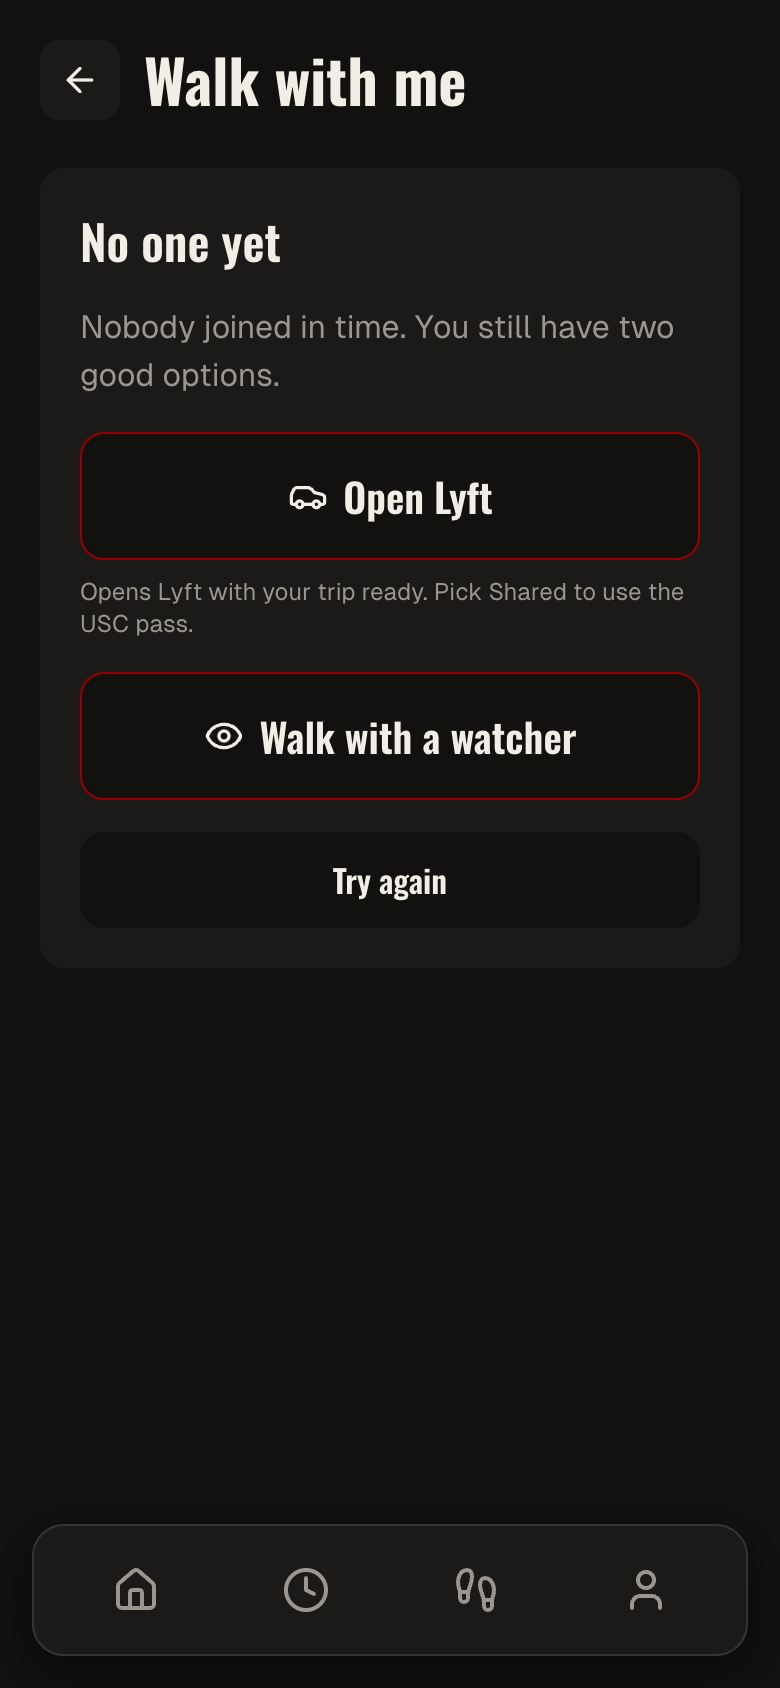 Walk with me
No one yet
Nobody joined in time. You still have two
good options.
Open Lyft
Opens Lyft with your trip ready. Pick Shared to use the
USC pass.
Walk with a watcher
Try again